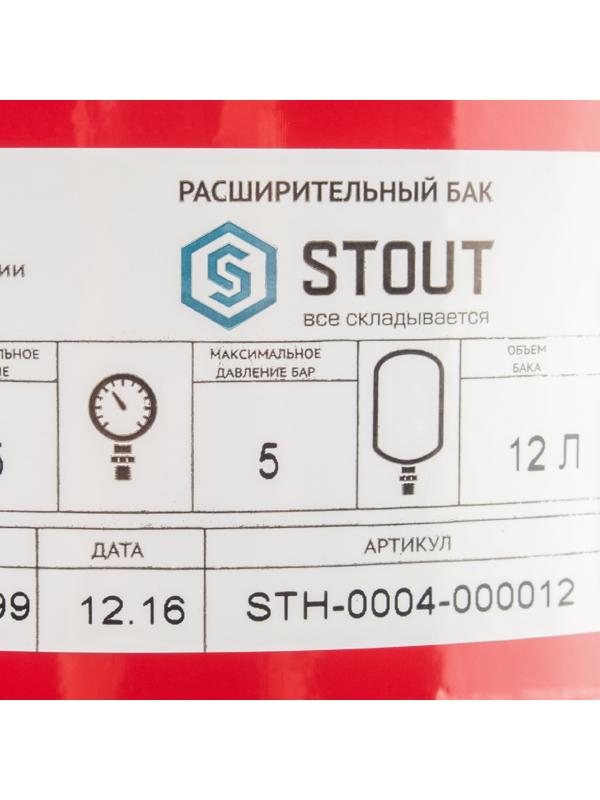 РАСШИРИТЕЛЬНЫЙ БАК
STOUT
все складывается
МАКСИМАЛЬНОЕ
ДАВЛЕНИЕ БАР
ОБЪЕМ
БАКА
5
12 Л
ДАТА
АРТИКУЛ
99
12.16
STH-0004-000012